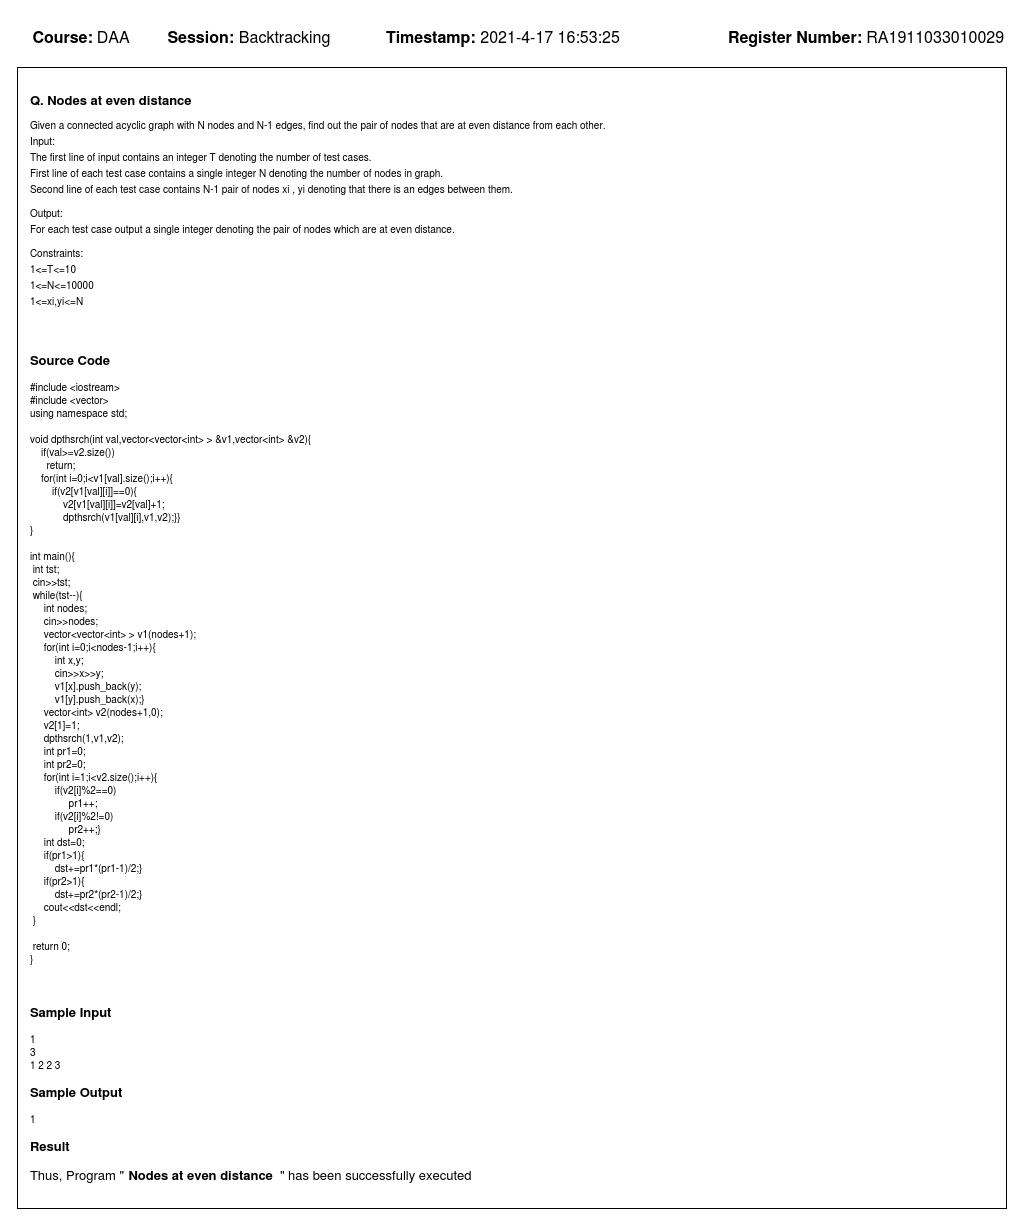 Course: DAA Session: Backtracking Timestamp: 2021-4-17 16:53:25 Register Number: RA1911033010029
Q. Nodes at even distance
Given a connected acyclic graph with N nodes and N-1 edges, find out the pair of nodes that are at even distance from each other.
Input:
The first line of input contains an integer T denoting the number of test cases.
First line of each test case contains a single integer N denoting the number of nodes in graph.
Second line of each test case contains N-1 pair of nodes xi , yi denoting that there is an edges between them.
Output:
For each test case output a single integer denoting the pair of nodes which are at even distance.
Constraints:
1<=T<=10
1<=N<=10000
1<=xi,yi<=N
Source Code
#include <iostream>
#include <vector>
using namespace std;
void dpthsrch(int val,vector<vector<int> > &v1,vector<int> &v2){
if(val>=v2.size())
return;
for(int i=0;i<v1[val].size();i++){
if(v2[v1[val][i]]==0){
v2[v1[val][i]]=v2[val]+1;
dpthsrch(v1[val][i],v1,v2);}}
}
int main(){
int tst;
cin>>tst;
while(tst--){
int nodes;
cin>>nodes;
vector<vector<int> > v1(nodes+1);
for(int i=0;i<nodes-1;i++){
int x,y;
cin>>x>>y;
v1[x].push_back(y);
v1[y].push_back(x);}
vector<int> v2(nodes+1,0);
v2[1]=1;
dpthsrch(1,v1,v2);
int pr1=0;
int pr2=0;
for(int i=1;i<v2.size();i++){
if(v2[i]%2==0)
pr1++;
if(v2[i]%2!=0)
pr2++;}
int dst=0;
if(pr1>1){
dst+=pr1*(pr1-1)/2;}
if(pr2>1){
dst+=pr2*(pr2-1)/2;}
cout<<dst<<endl;
}
return 0;
}
Sample Input
1
3
1 2 2 3
Sample Output
1
Result
Thus, Program " Nodes at even distance " has been successfully executed